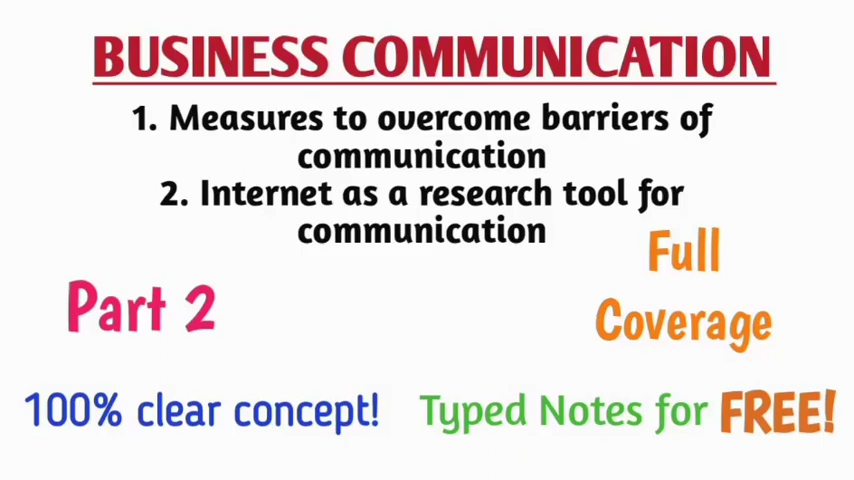 BUSINESS COMMUNICATION
1. Measures to overcome barriers of
communication
2. Internet as a research tool for
communication
Full
Coverage
Part 2
100% clear concept!
Typed Notes for FREE!